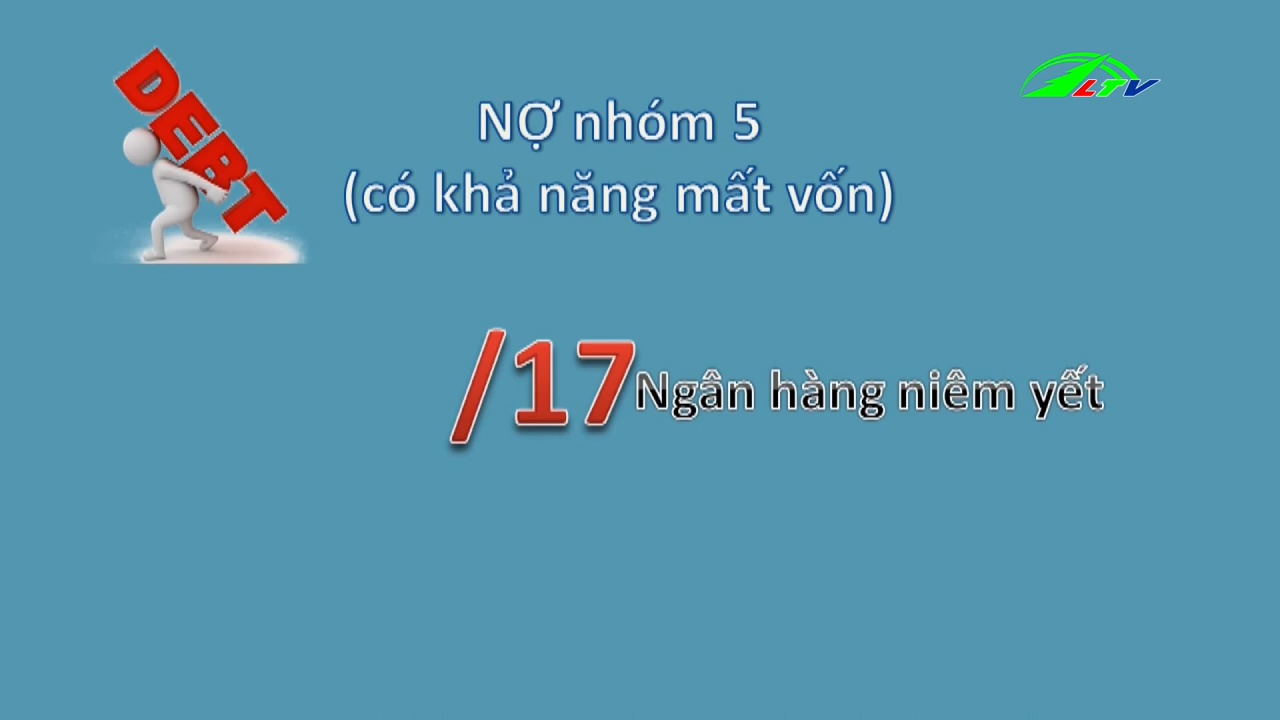 DEBT
LTV
NỢ nhóm 5
(có khả năng mất vốn)
/17 Ngân hàng niêm yết